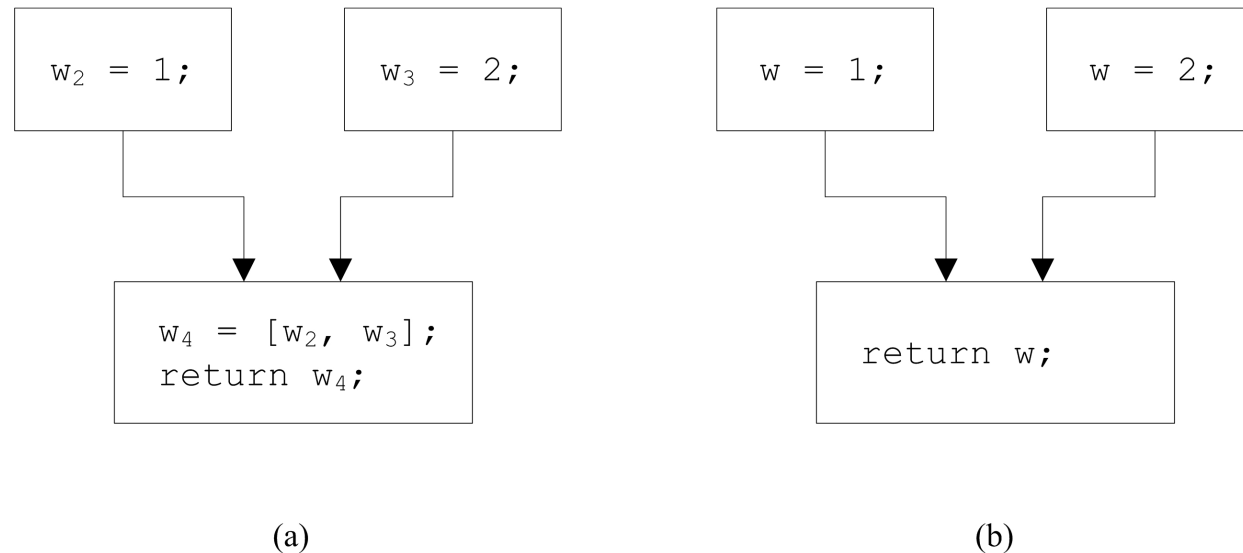 w₂ = 1;
w₃ = 2;
w₄ = [w₂, w₃];
return w₄;
(a)
w = 1;
w = 2;
return w;
(b)